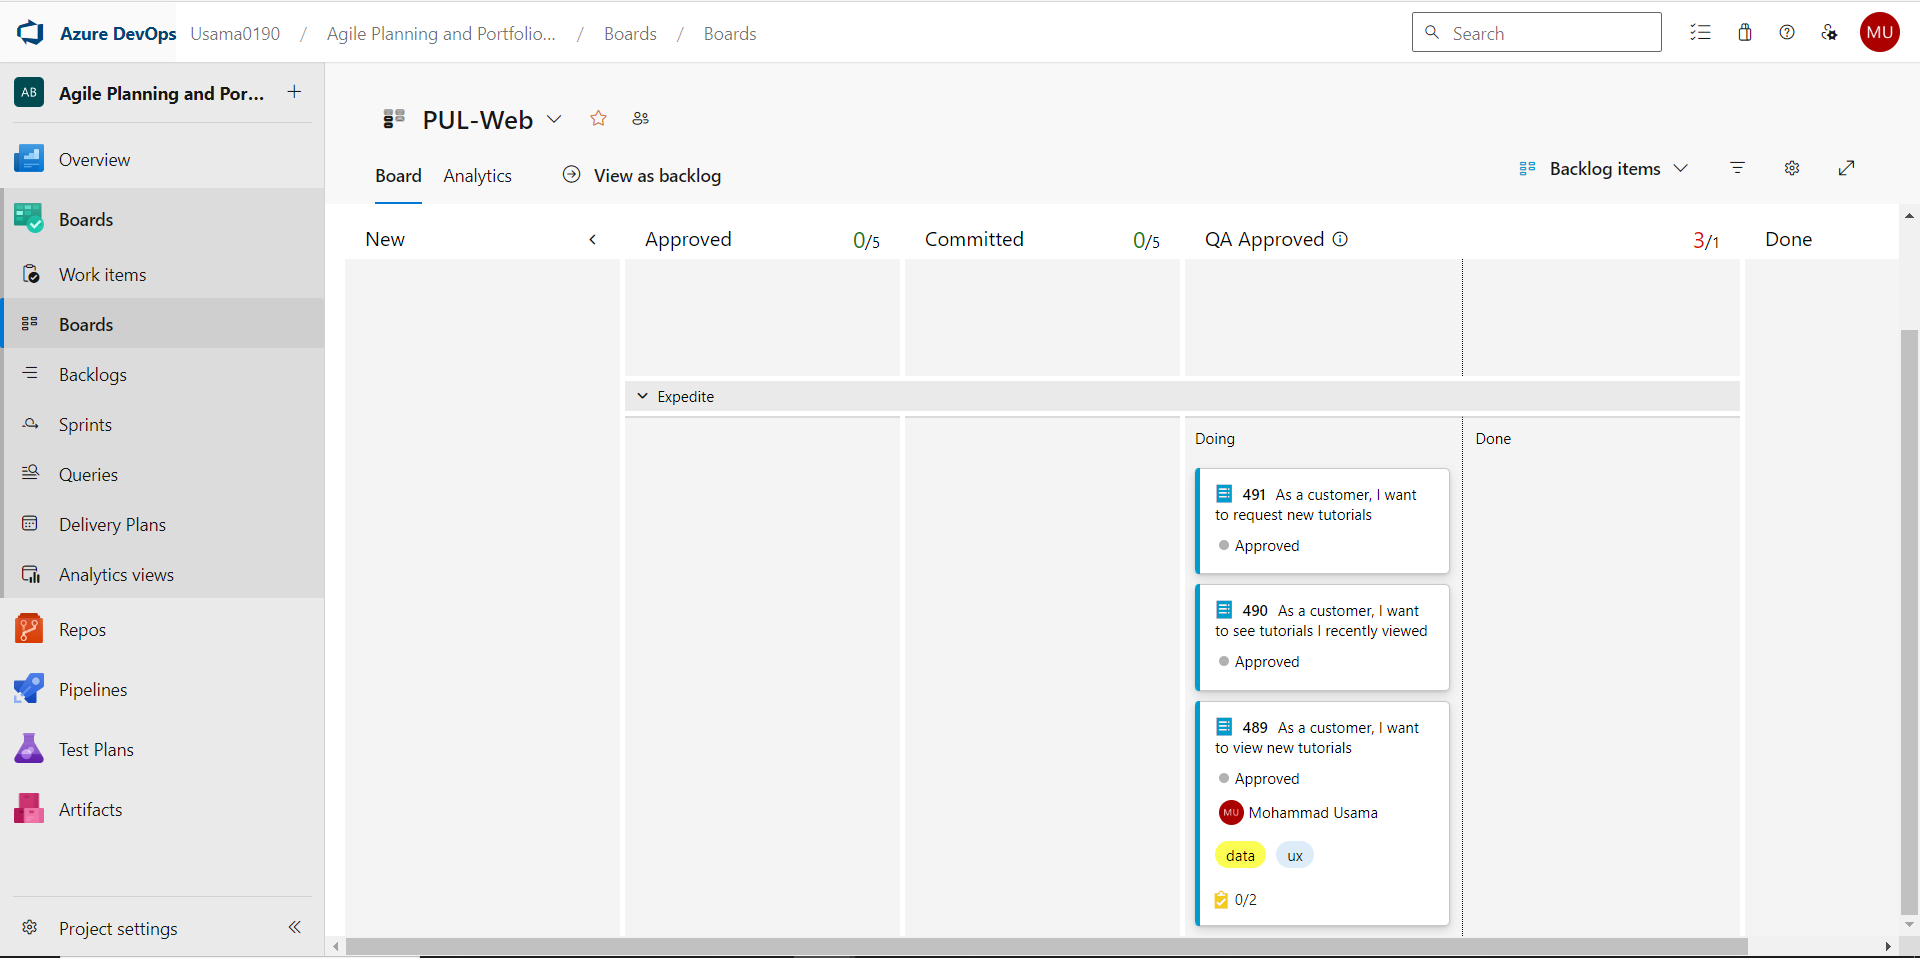 Azure DevOps Usama0190 / Agile Planning and Portfolio... / Boards / Boards
Search
MU
AB Agile Planning and Por... +
Overview
Boards
Work items
Boards
Backlogs
Sprints
Queries
Delivery Plans
Analytics views
Repos
Pipelines
Test Plans
Artifacts
Project settings
PUL-Web
Board Analytics View as backlog
Backlog items
New Approved 0/5 Committed 0/5 QA Approved 3/1 Done
Expedite
Doing Done
491 As a customer, I want
to request new tutorials
Approved
490 As a customer, I want
to see tutorials I recently viewed
Approved
489 As a customer, I want
to view new tutorials
Approved
MU Mohammad Usama
data ux
0/2